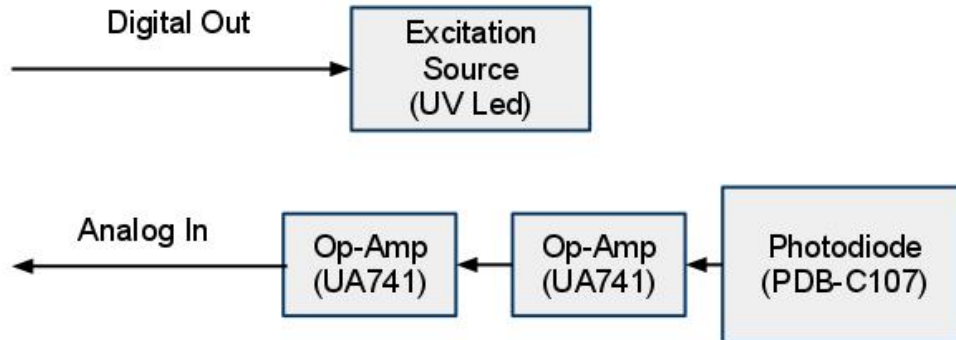 Digital Out
Excitation
Source
(UV Led)
Analog In
Op-Amp
(UA741)
Op-Amp
(UA741)
Photodiode
(PDB-C107)